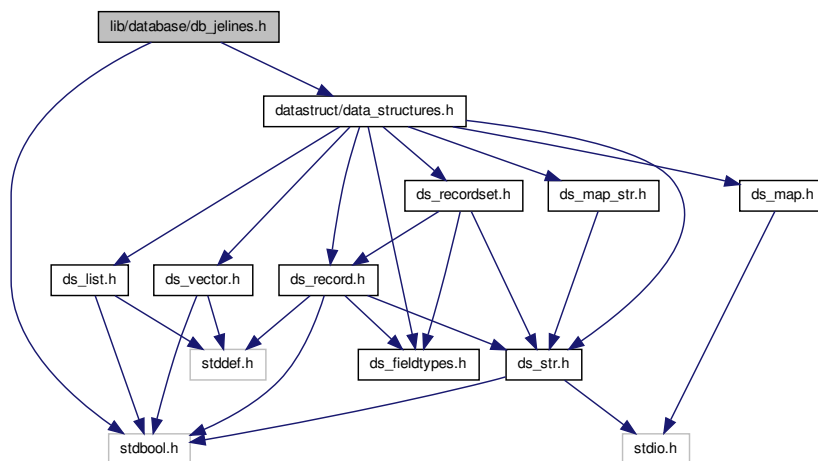 lib/database/db_jelines.h
datastruct/data_structures.h
ds_recordset.h
ds_map_str.h
ds_map.h
ds_list.h
ds_vector.h
ds_record.h
stddef.h
ds_fieldtypes.h
ds_str.h
stdbool.h
stdio.h